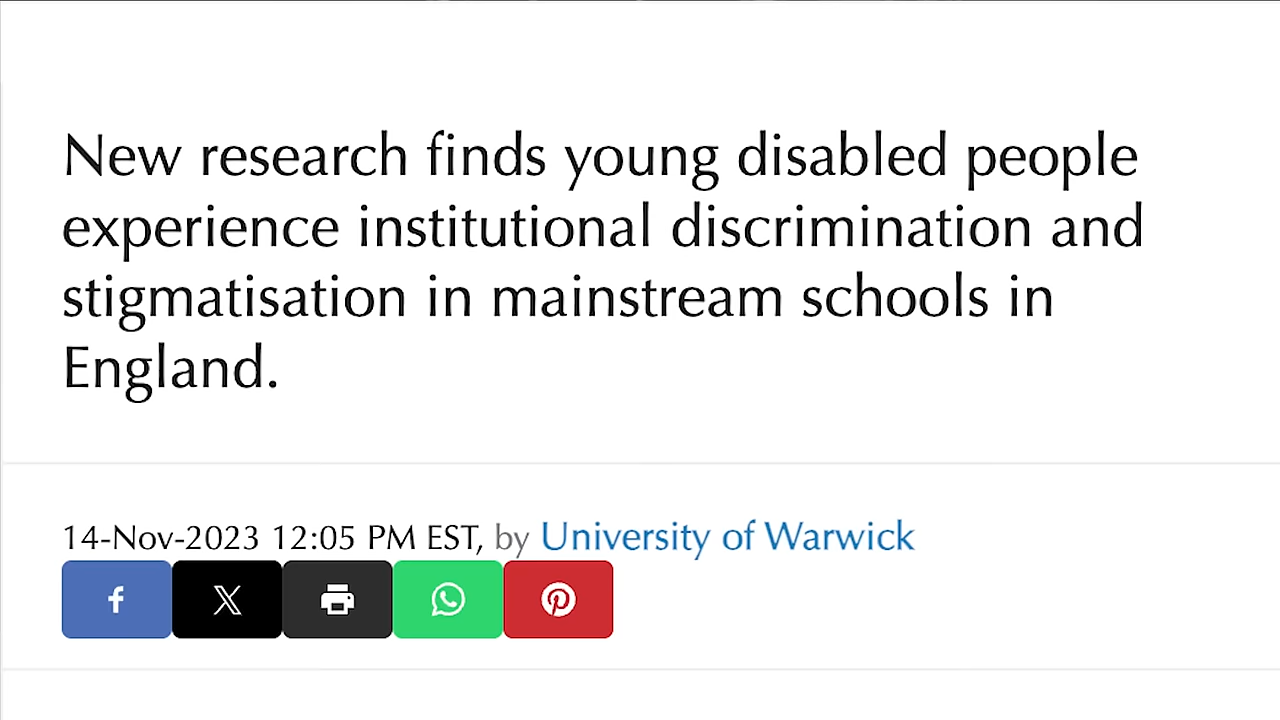 New research finds young disabled people
experience institutional discrimination and
stigmatisation in mainstream schools in
England.
14-Nov-2023 12:05 PM EST, by University of Warwick